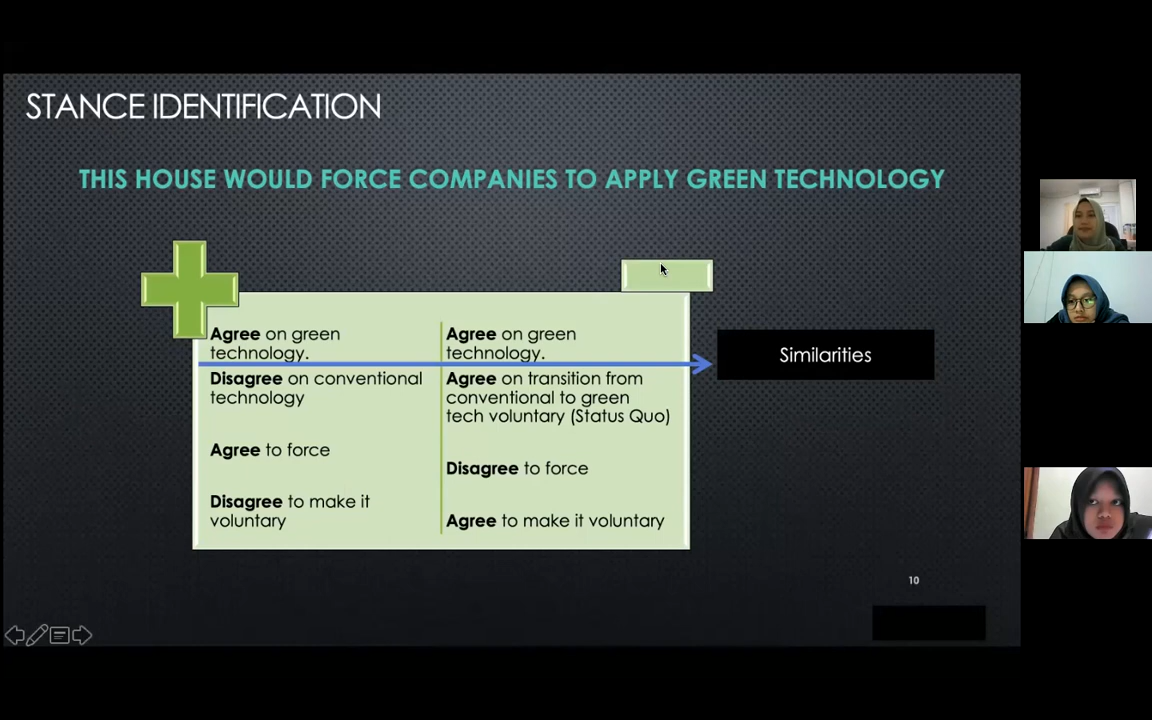 STANCE IDENTIFICATION
THIS HOUSE WOULD FORCE COMPANIES TO APPLY GREEN TECHNOLOGY
Agree on green
technology.
Disagree on conventional
technology
Agree to force
Disagree to make it
voluntary
Agree on green
technology.
Agree on transition from
conventional to green
tech voluntary (Status Quo)
Disagree to force
Agree to make it voluntary
Similarities
10